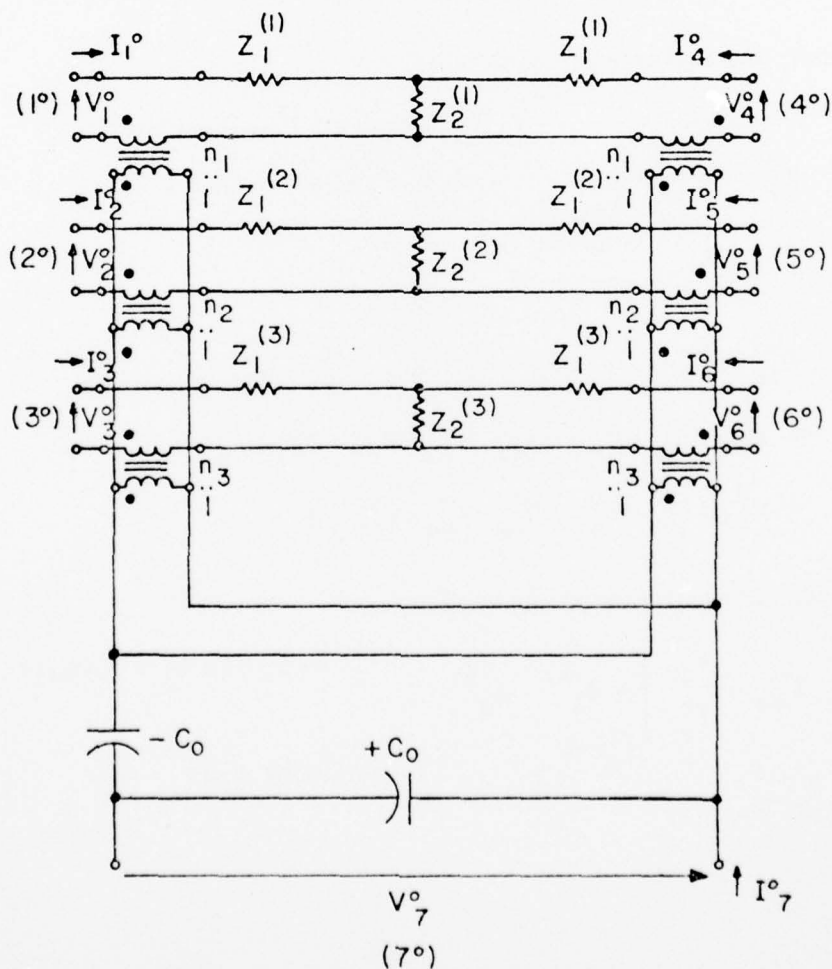 I₁° Z₁⁽¹⁾ Z₁⁽¹⁾ I₄°
(1°) V₁° Z₂⁽¹⁾ V₄° (4°)
n₁ n₁
: :
I₂° 1 Z₁⁽²⁾ Z₁⁽²⁾ 1 I₅°
(2°) V₂° Z₂⁽²⁾ V₅° (5°)
n₂ n₂
: :
I₃° 1 Z₁⁽³⁾ Z₁⁽³⁾ 1 I₆°
(3°) V₃° Z₂⁽³⁾ V₆° (6°)
n₃ n₃
: :
1 1
− C₀ +C₀
V₇° I₇°
(7°)